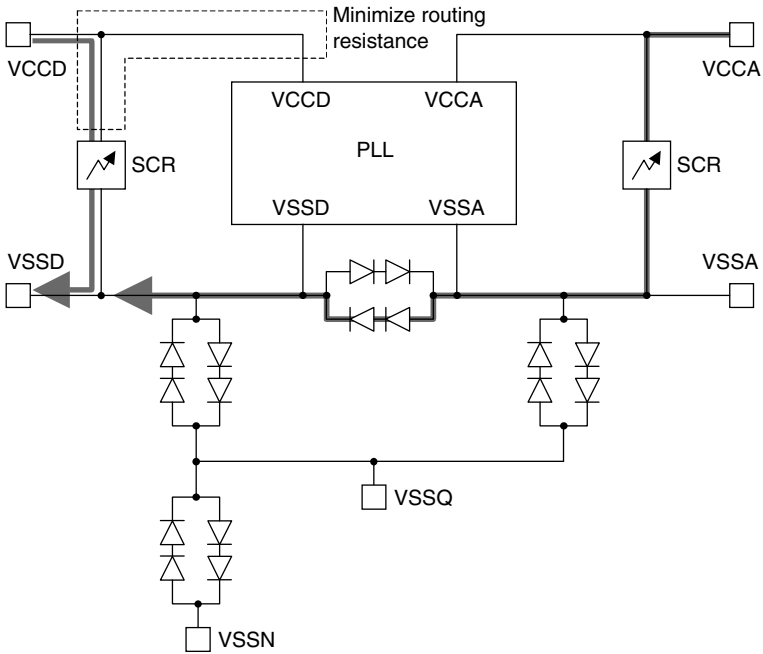 Minimize routing
resistance
VCCD
VCCA
VCCD
VCCA
PLL
SCR
SCR
VSSD
VSSA
VSSD
VSSA
VSSQ
VSSN